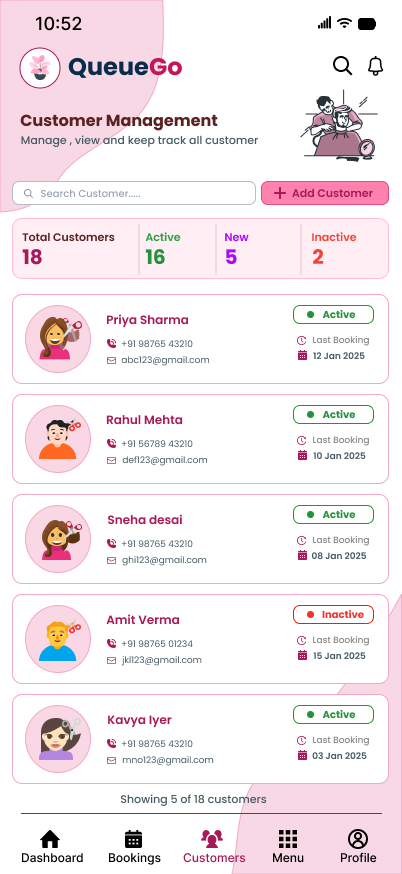 10:52
QueueGo
Customer Management
Manage , view and keep track all customer
Search Customer.....
+ Add Customer
Total Customers Active New Inactive
18 16 5 2
Priya Sharma Active
+91 98765 43210 Last Booking
abc123@gmail.com 12 Jan 2025
Rahul Mehta Active
+91 56789 43210 Last Booking
def123@gmail.com 10 Jan 2025
Sneha desai Active
+91 98765 43210 Last Booking
ghi123@gmail.com 08 Jan 2025
Amit Verma Inactive
+91 98765 01234 Last Booking
jkl123@gmail.com 15 Jan 2025
Kavya Iyer Active
+91 98765 43210 Last Booking
mno123@gmail.com 03 Jan 2025
Showing 5 of 18 customers
Dashboard Bookings Customers Menu Profile